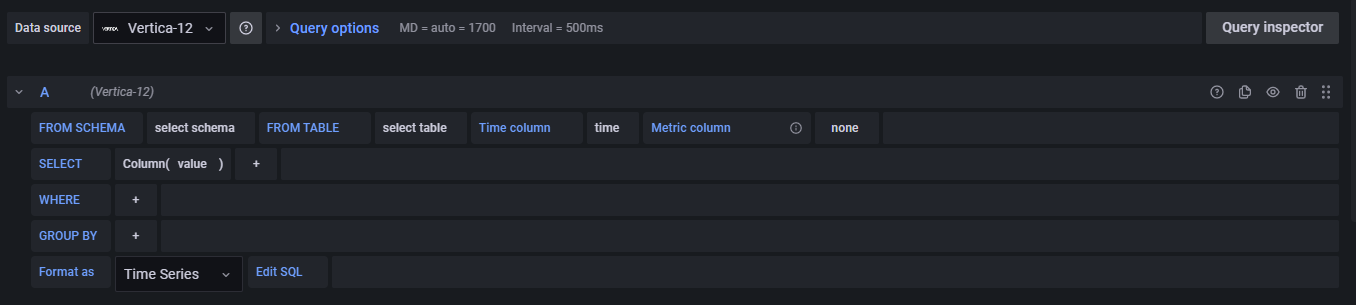 Data source Vertica-12 Query options MD = auto = 1700 Interval = 500ms Query inspector
A (Vertica-12)
FROM SCHEMA select schema FROM TABLE select table Time column time Metric column none
SELECT Column( value ) +
WHERE +
GROUP BY +
Format as Time Series Edit SQL